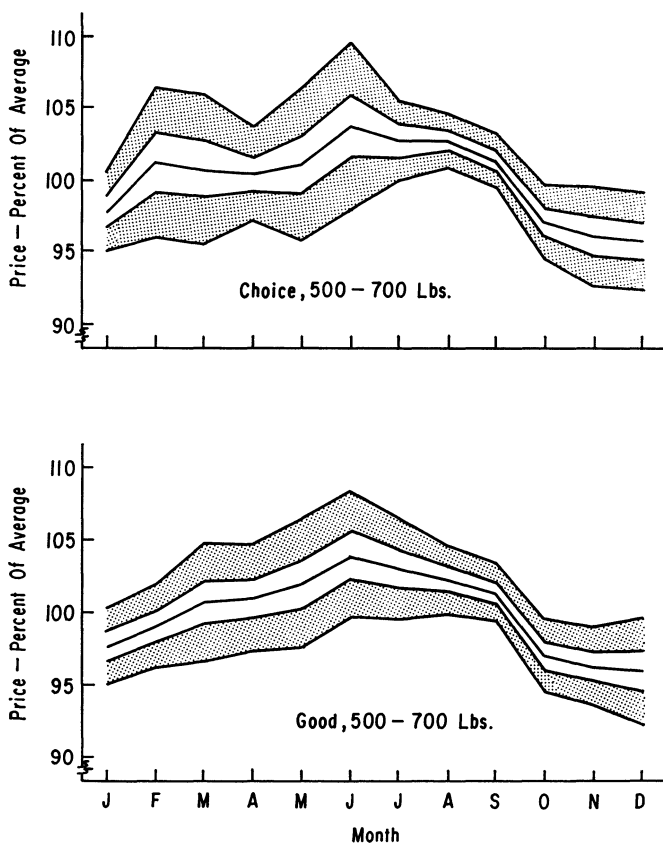 110
105
100
95
90
Price – Percent Of Average
Choice, 500 – 700 Lbs.
110
105
100
95
90
Price – Percent Of Average
Good, 500 – 700 Lbs.
J F M A M J J A S O N D
Month